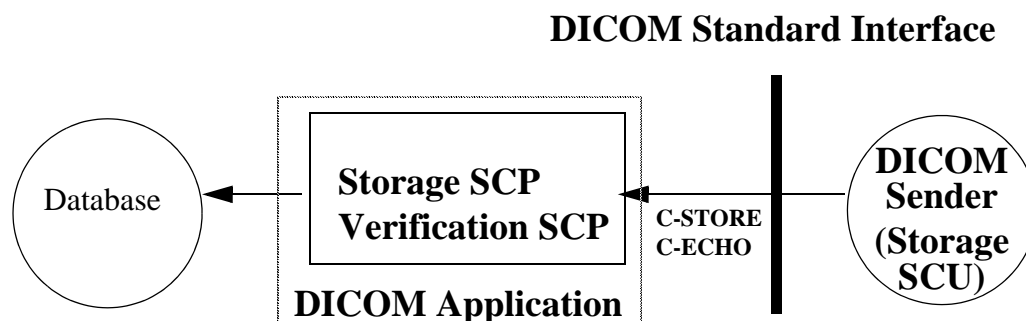 DICOM Standard Interface
Database
Storage SCP
Verification SCP
C-STORE
C-ECHO
DICOM
Sender
(Storage
SCU)
DICOM Application